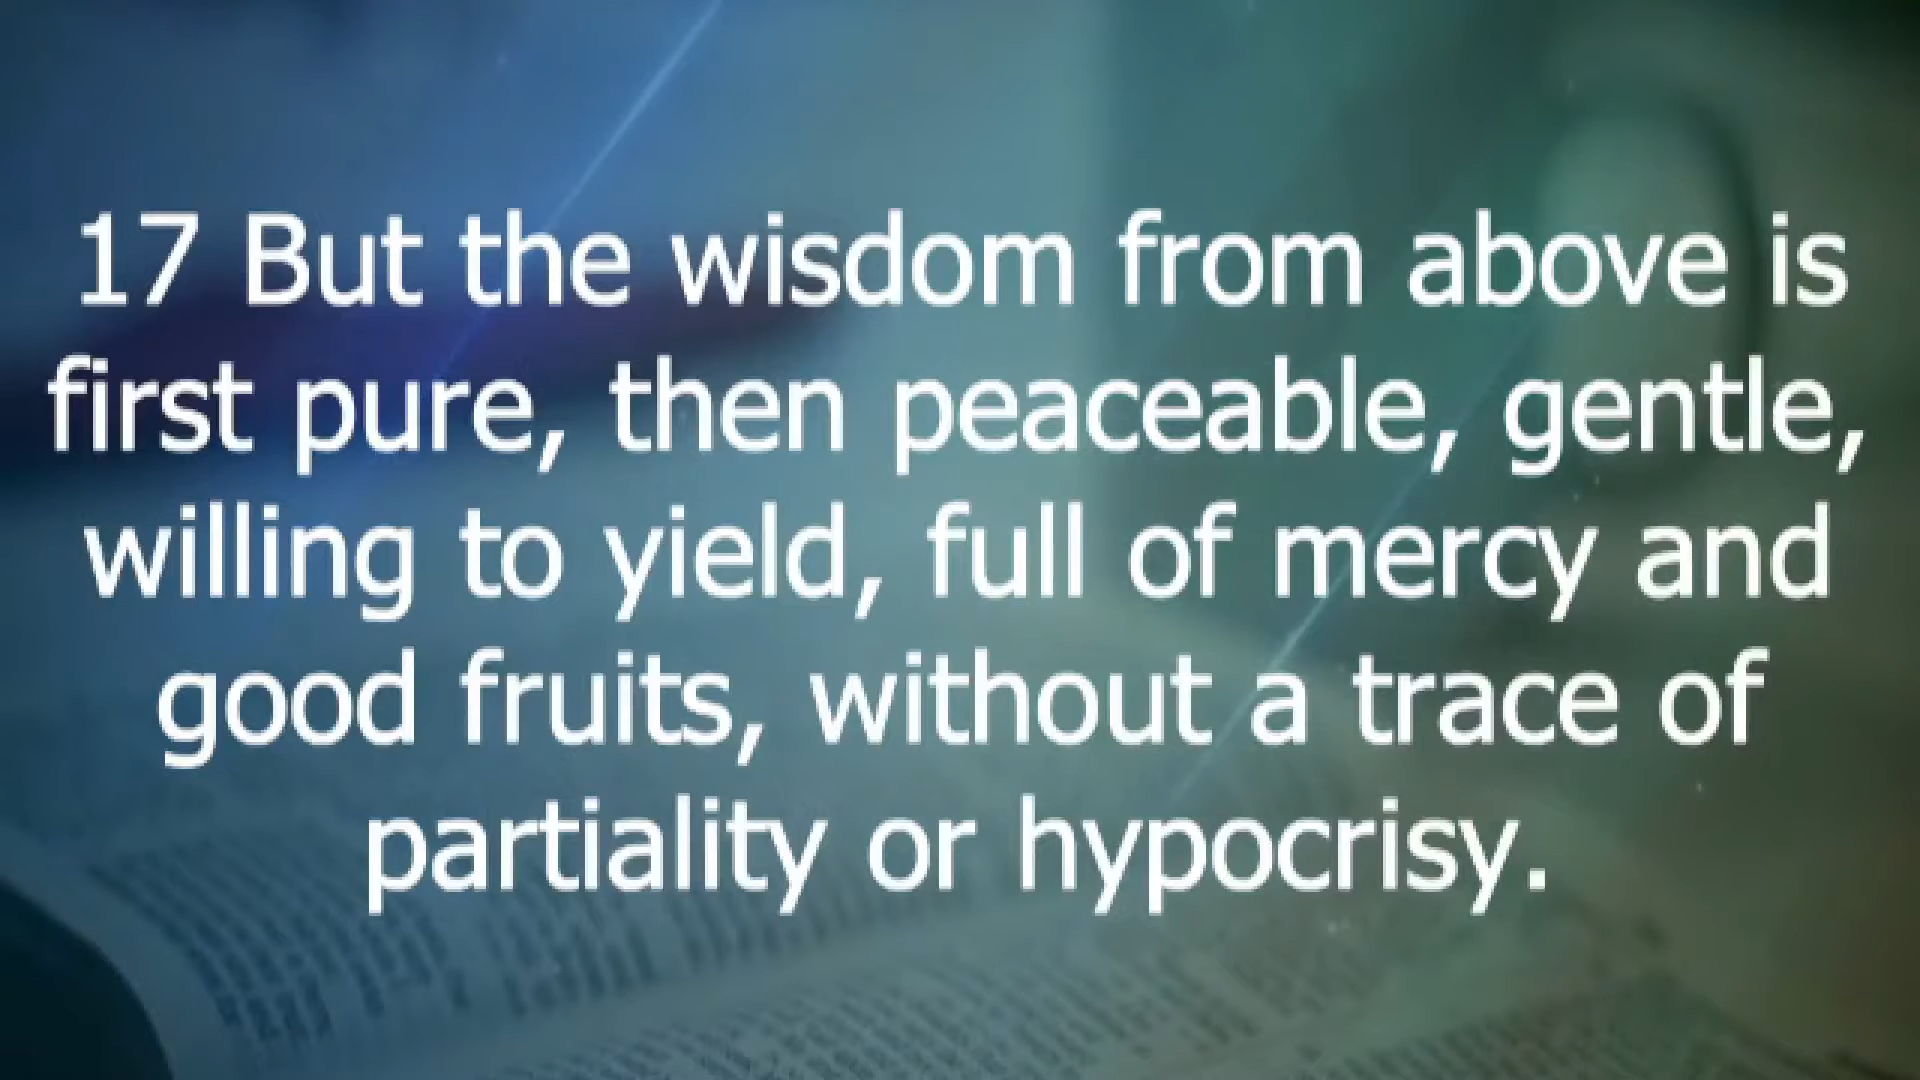 17 But the wisdom from above is
first pure, then peaceable, gentle,
willing to yield, full of mercy and
good fruits, without a trace of
partiality or hypocrisy.